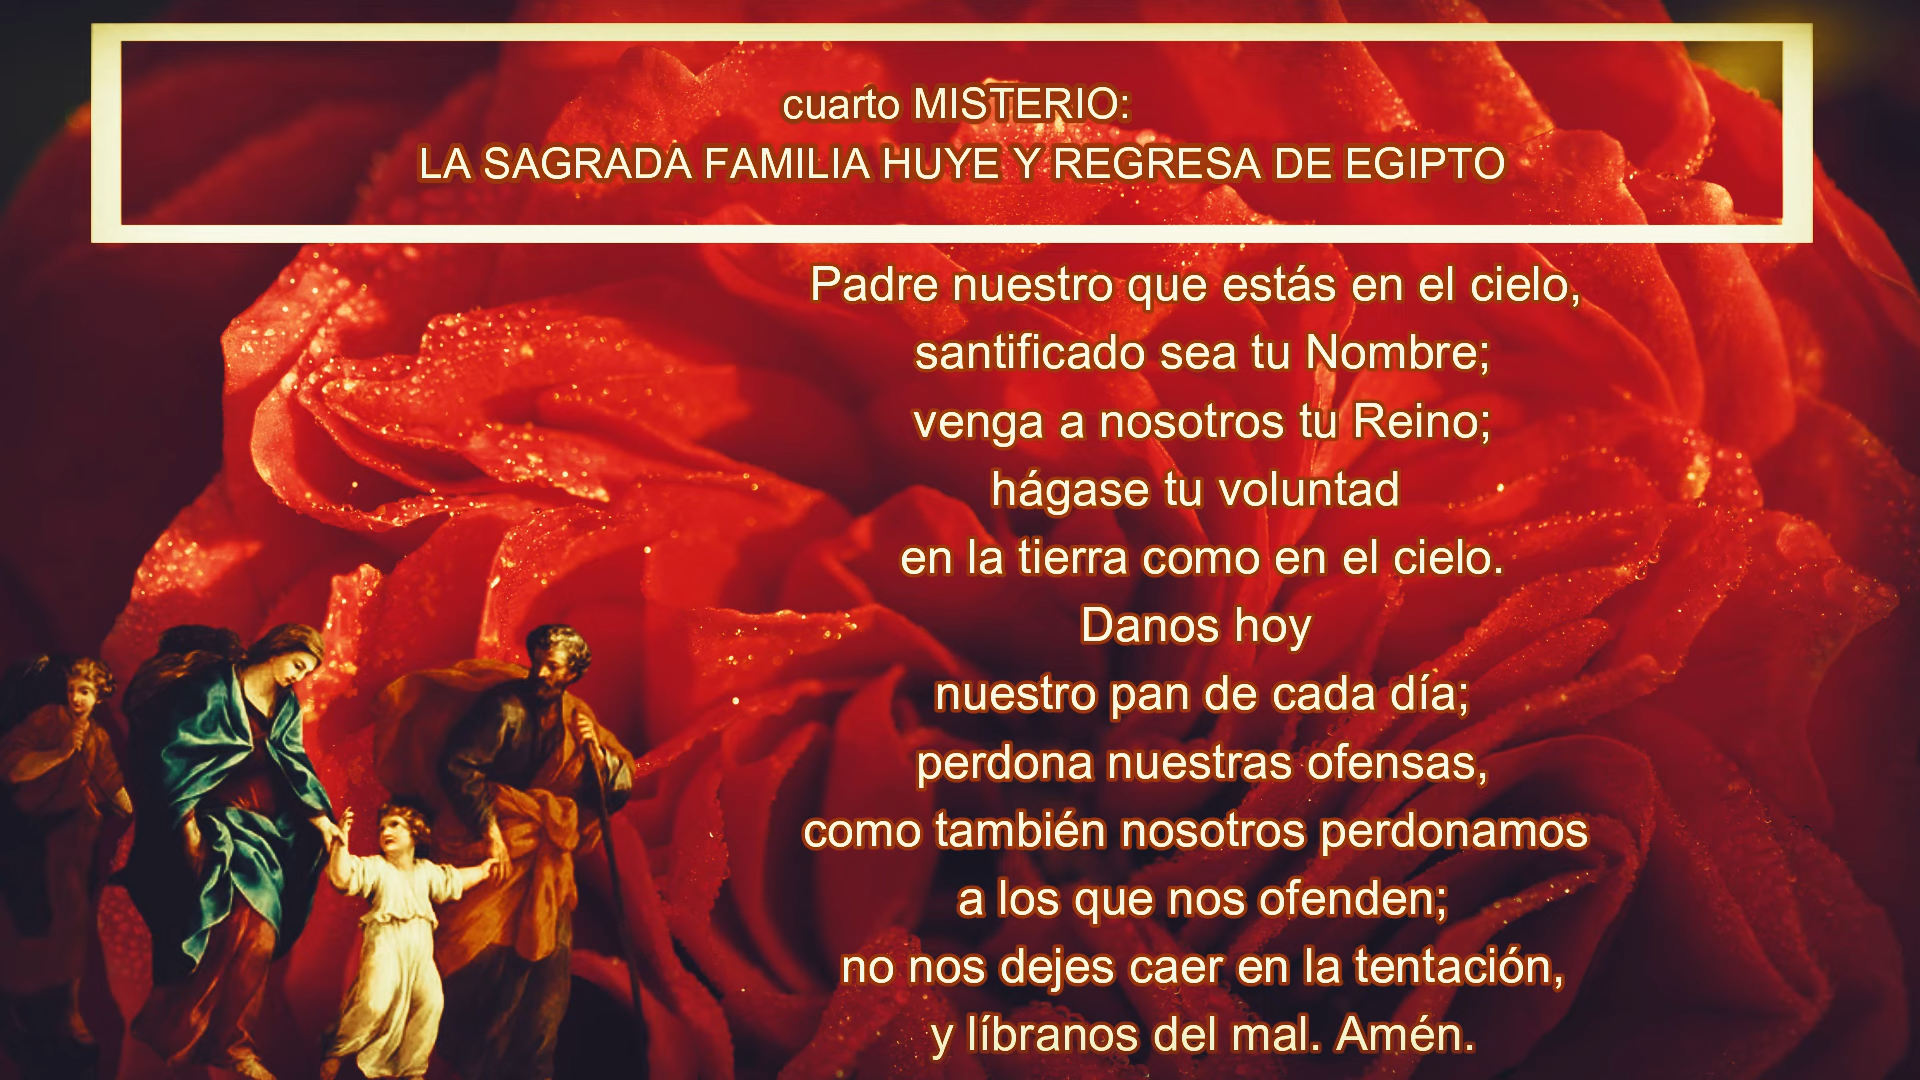 cuarto MISTERIO:
LA SAGRADA FAMILIA HUYE Y REGRESA DE EGIPTO
Padre nuestro que estás en el cielo,
santificado sea tu Nombre;
venga a nosotros tu Reino;
hágase tu voluntad
en la tierra como en el cielo.
Danos hoy
nuestro pan de cada día;
perdona nuestras ofensas,
como también nosotros perdonamos
a los que nos ofenden;
no nos dejes caer en la tentación,
y líbranos del mal. Amén.